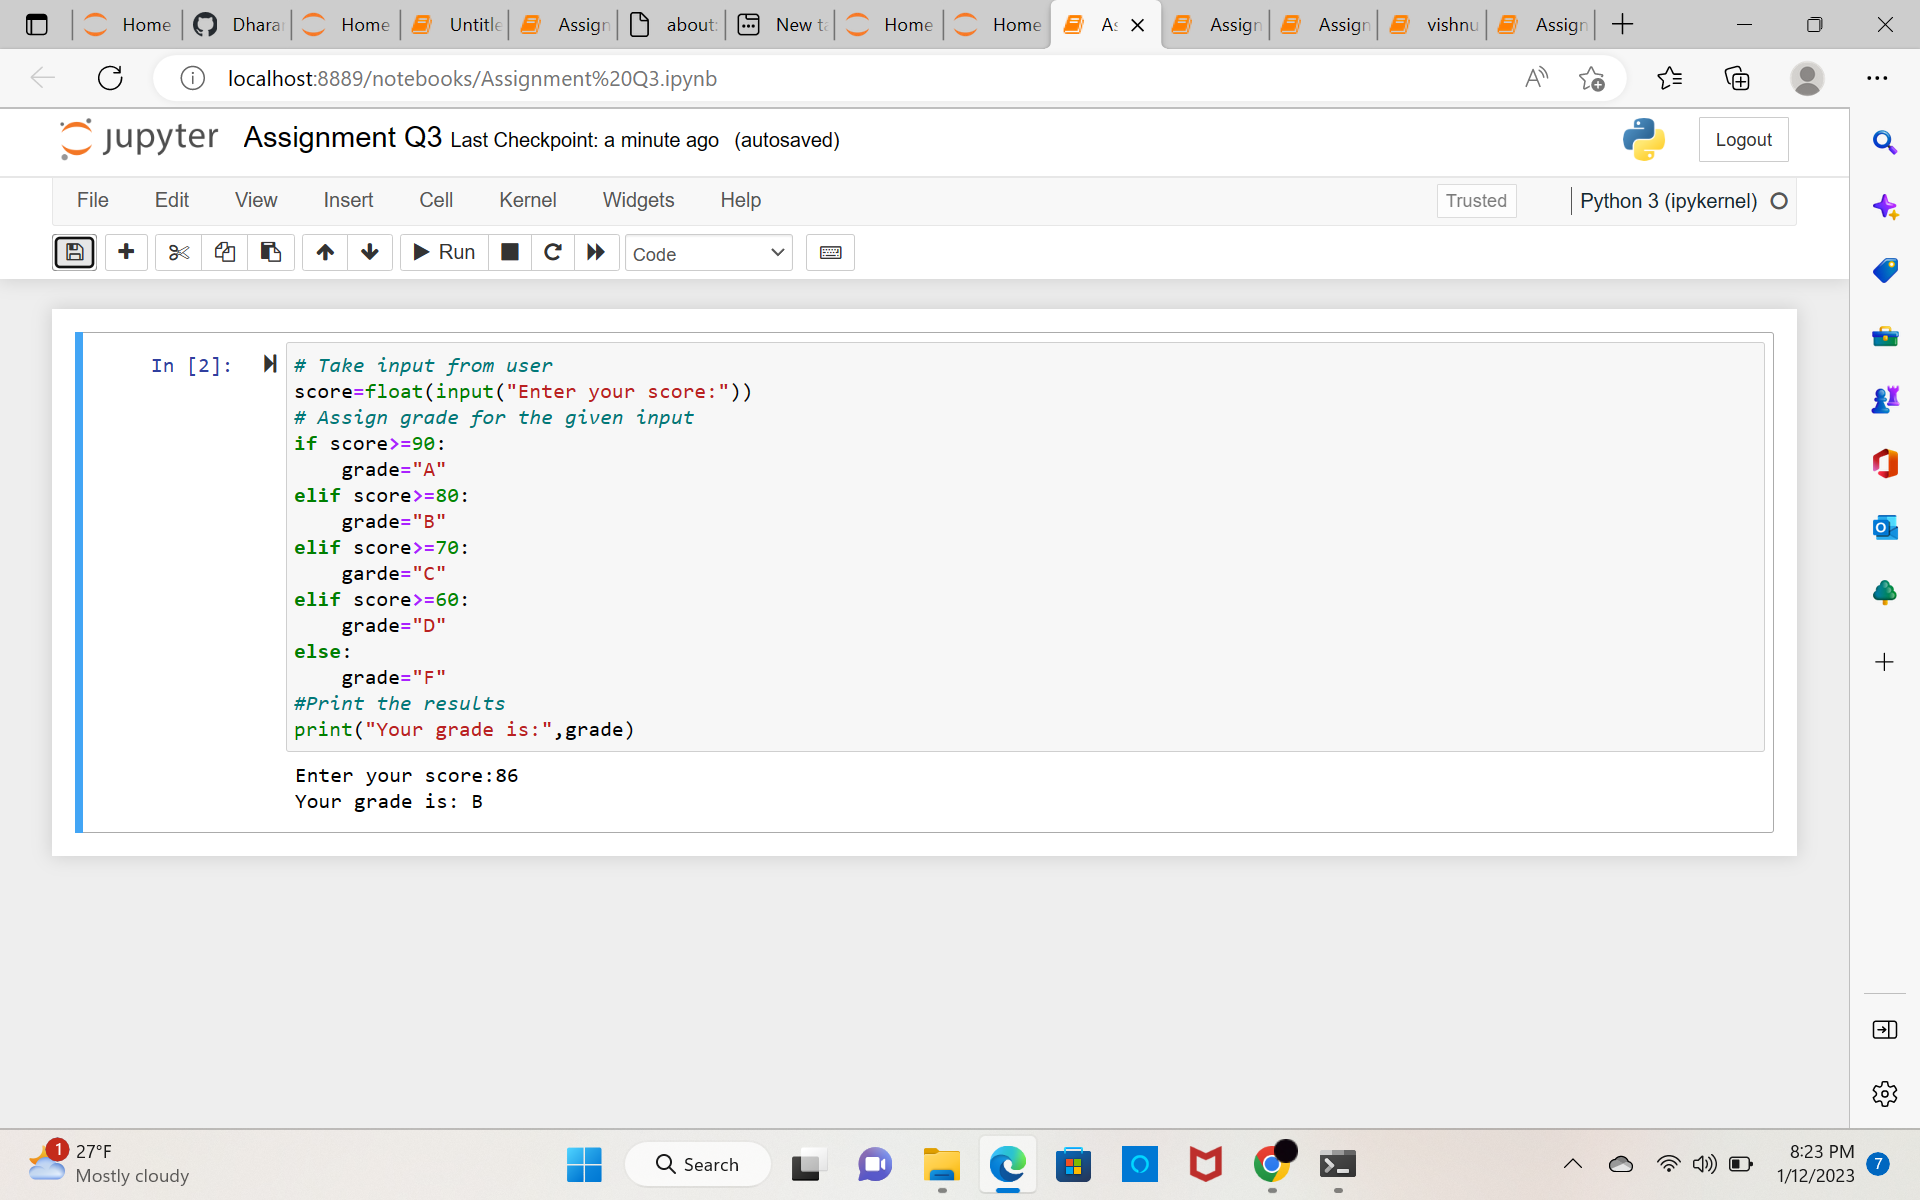 Home Dhara Home Untitle Assign about: New ta Home Home As Assign Assign vishnu Assign
localhost:8889/notebooks/Assignment%20Q3.ipynb
jupyter Assignment Q3 Last Checkpoint: a minute ago (autosaved) Logout
File Edit View Insert Cell Kernel Widgets Help Trusted Python 3 (ipykernel)
Run Code
In [2]: # Take input from user
score=float(input("Enter your score:"))
# Assign grade for the given input
if score>=90:
    grade="A"
elif score>=80:
    grade="B"
elif score>=70:
    garde="C"
elif score>=60:
    grade="D"
else:
    grade="F"
#Print the results
print("Your grade is:",grade)
Enter your score:86
Your grade is: B
1 27°F
Mostly cloudy
Search
8:23 PM
1/12/2023
7